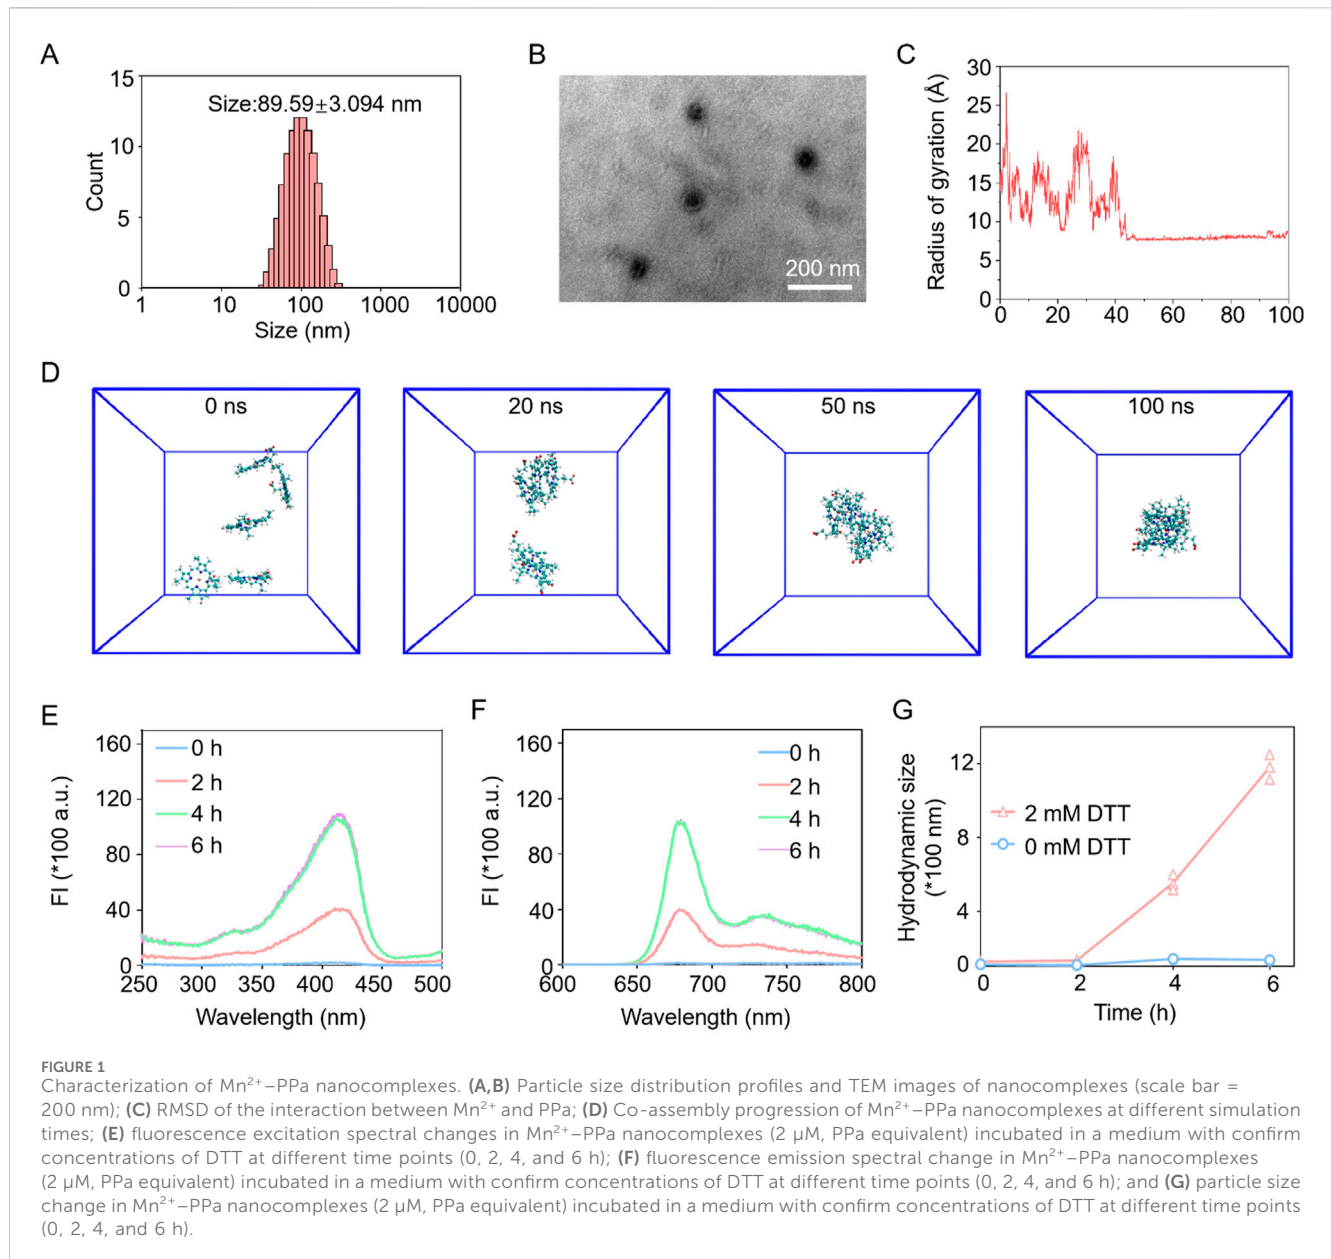 A
15
10
5
0
Count
Size:89.59±3.094 nm
1
10
100
1000
10000
Size (nm)
B
200 nm
C
30
25
20
15
10
5
0
Radius of gyration (Å)
0
20
40
60
80
100
D
0 ns
20 ns
50 ns
100 ns
E
160
120
80
40
0
FI (*100 a.u.)
0 h
2 h
4 h
6 h
250
300
350
400
450
500
Wavelength (nm)
F
160
120
80
40
0
FI (*100 a.u.)
0 h
2 h
4 h
6 h
600
650
700
750
800
Wavelength (nm)
G
12
8
4
0
Hydrodynamic size
(*100 nm)
2 mM DTT
0 mM DTT
0
2
4
6
Time (h)
FIGURE 1
Characterization of Mn²⁺–PPa nanocomplexes. (A,B) Particle size distribution profiles and TEM images of nanocomplexes (scale bar =
200 nm); (C) RMSD of the interaction between Mn²⁺ and PPa; (D) Co-assembly progression of Mn²⁺–PPa nanocomplexes at different simulation
times; (E) fluorescence excitation spectral changes in Mn²⁺–PPa nanocomplexes (2 μM, PPa equivalent) incubated in a medium with confirm
concentrations of DTT at different time points (0, 2, 4, and 6 h); (F) fluorescence emission spectral change in Mn²⁺–PPa nanocomplexes
(2 μM, PPa equivalent) incubated in a medium with confirm concentrations of DTT at different time points (0, 2, 4, and 6 h); and (G) particle size
change in Mn²⁺–PPa nanocomplexes (2 μM, PPa equivalent) incubated in a medium with confirm concentrations of DTT at different time points
(0, 2, 4, and 6 h).